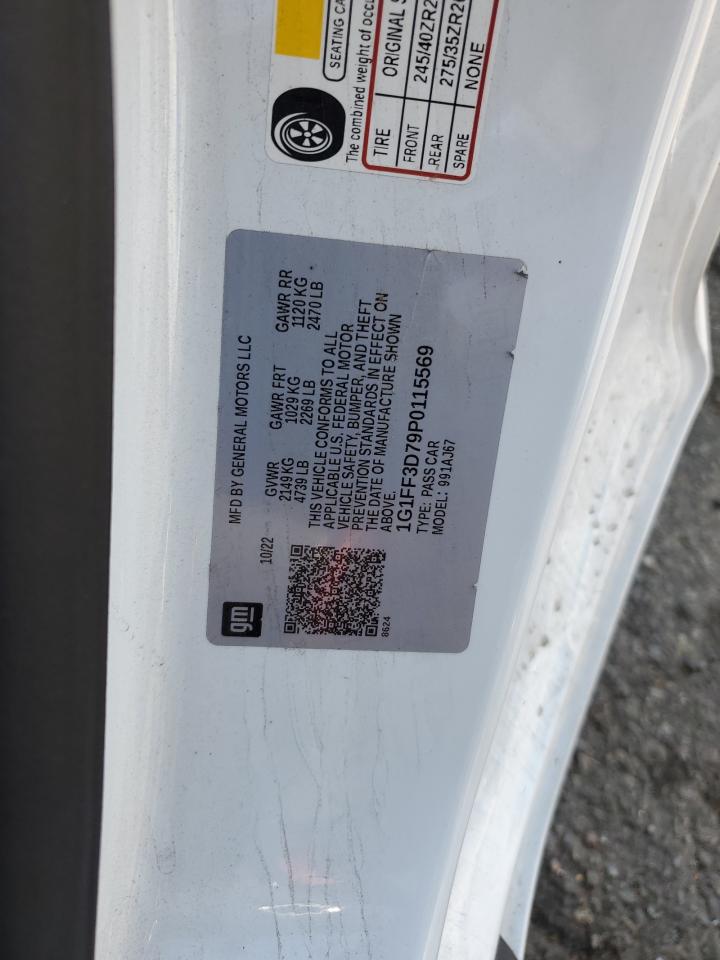 SEATING CA
The combined weight of occu
TIRE ORIGINAL S
FRONT 245/40ZR2
REAR 275/35ZR20
SPARE NONE
gm
MFD BY GENERAL MOTORS LLC
10/22 GVWR GAWR FRT GAWR RR
2149 KG 1029 KG 1120 KG
4739 LB 2269 LB 2470 LB
THIS VEHICLE CONFORMS TO ALL
APPLICABLE U.S. FEDERAL MOTOR
VEHICLE SAFETY, BUMPER, AND THEFT
PREVENTION STANDARDS IN EFFECT ON
THE DATE OF MANUFACTURE SHOWN
ABOVE.
1G1FF3D79P0115569
TYPE: PASS CAR
MODEL: 991AJ67
8624